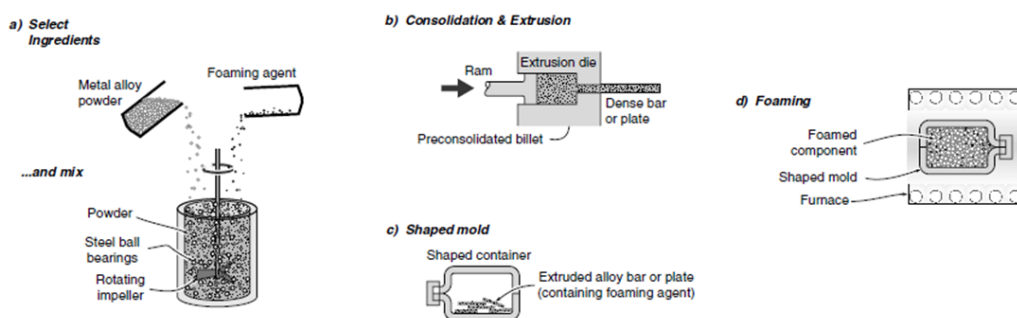 a) Select
Ingredients
Metal alloy
powder
Foaming agent
...and mix
Powder
Steel ball
bearings
Rotating
impeller
b) Consolidation & Extrusion
Extrusion die
Ram
Dense bar
or plate
Preconsolidated billet
c) Shaped mold
Shaped container
Extruded alloy bar or plate
(containing foaming agent)
d) Foaming
Foamed
component
Shaped mold
Furnace